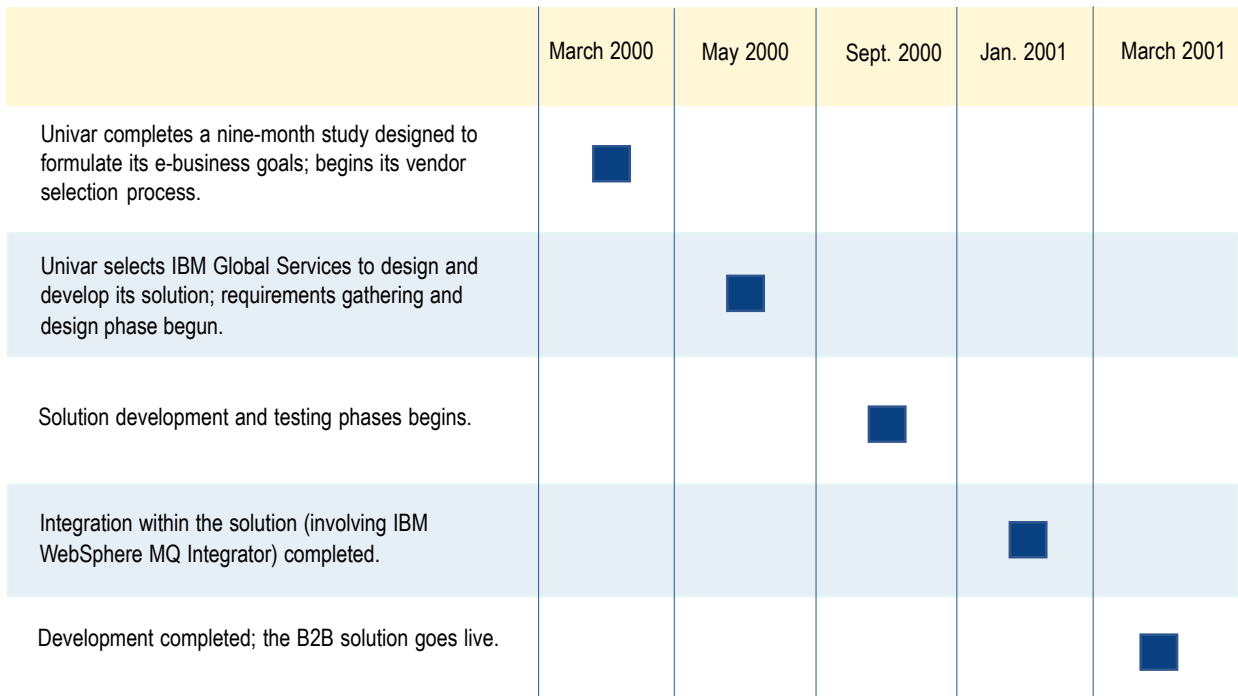 March 2000
May 2000
Sept. 2000
Jan. 2001
March 2001
Univar completes a nine-month study designed to
formulate its e-business goals; begins its vendor
selection process.
Univar selects IBM Global Services to design and
develop its solution; requirements gathering and
design phase begun.
Solution development and testing phases begins.
Integration within the solution (involving IBM
WebSphere MQ Integrator) completed.
Development completed; the B2B solution goes live.